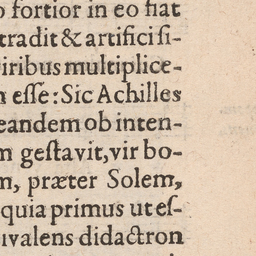 fortior in eo fiat
tradit & artifici ſi-
iribus multiplice-
eſſe: Sic Achilles
eandem ob inten-
geſtavit, vir bo-
præter Solem,
quia primus ut eſ-
ivalens didactron